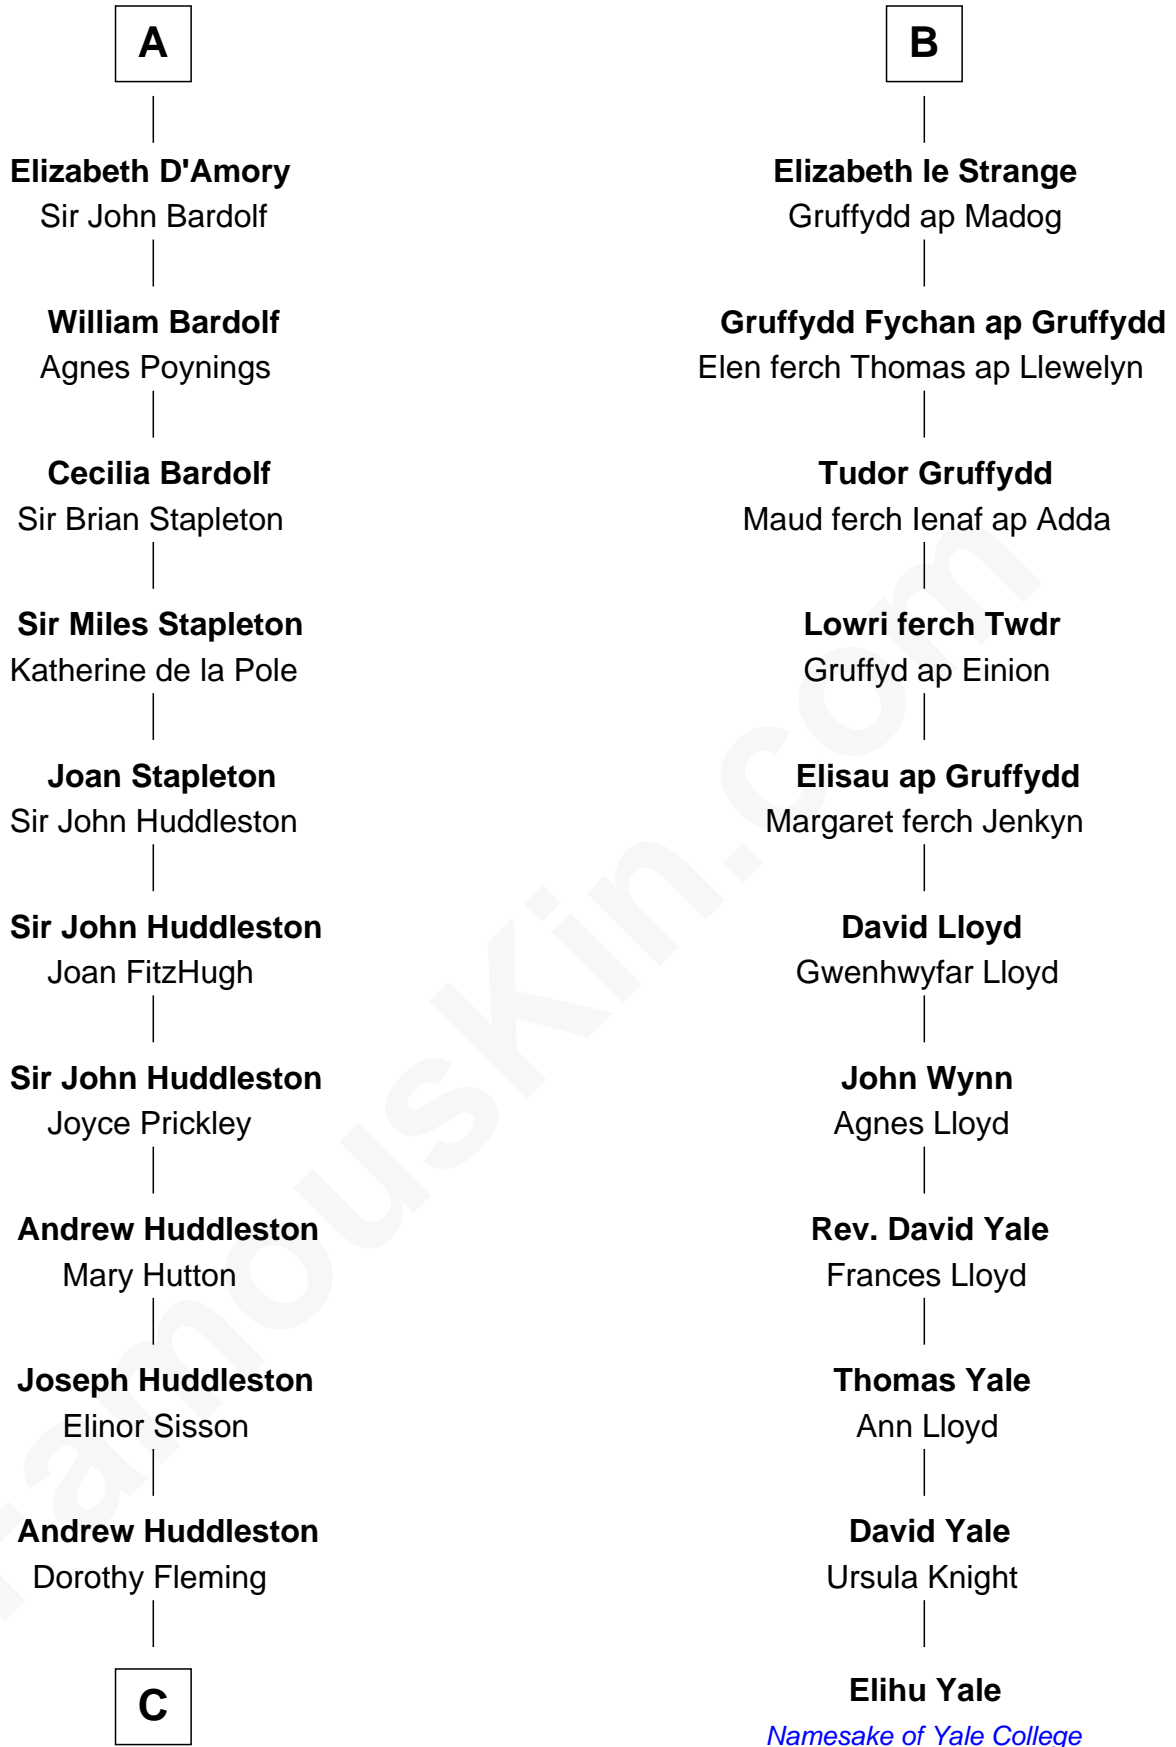 A
Elizabeth D'Amory
Sir John Bardolf
William Bardolf
Agnes Poynings
Cecilia Bardolf
Sir Brian Stapleton
Sir Miles Stapleton
Katherine de la Pole
Joan Stapleton
Sir John Huddleston
Sir John Huddleston
Joan FitzHugh
Sir John Huddleston
Joyce Prickley
Andrew Huddleston
Mary Hutton
Joseph Huddleston
Elinor Sisson
Andrew Huddleston
Dorothy Fleming
C
B
Elizabeth le Strange
Gruffydd ap Madog
Gruffydd Fychan ap Gruffydd
Elen ferch Thomas ap Llewelyn
Tudor Gruffydd
Maud ferch Ienaf ap Adda
Lowri ferch Twdr
Gruffyd ap Einion
Elisau ap Gruffydd
Margaret ferch Jenkyn
David Lloyd
Gwenhwyfar Lloyd
John Wynn
Agnes Lloyd
Rev. David Yale
Frances Lloyd
Thomas Yale
Ann Lloyd
David Yale
Ursula Knight
Elihu Yale
Namesake of Yale College
FamousKin.com